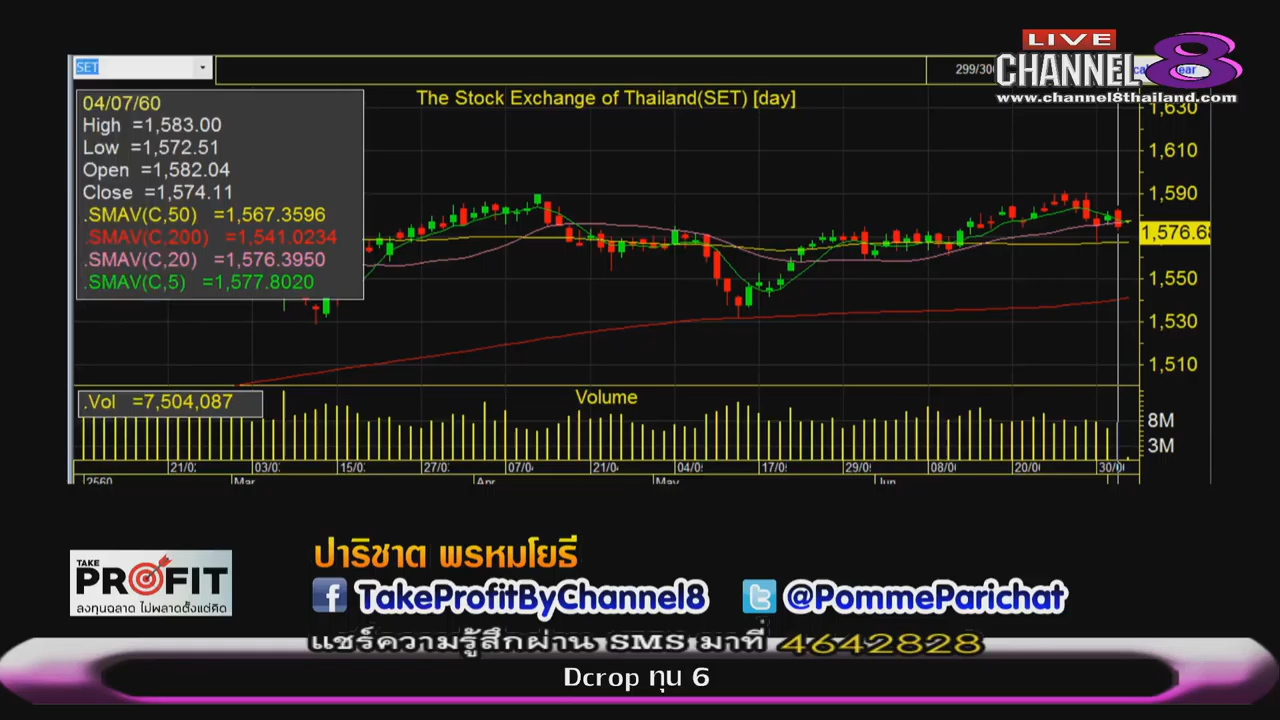 SET
299/300
LIVE
CHANNEL 8
www.channel8thailand.com
The Stock Exchange of Thailand(SET) [day]
04/07/60
High =1,583.00
Low =1,572.51
Open =1,582.04
Close =1,574.11
.SMAV(C,50) =1,567.3596
.SMAV(C,200) =1,541.0234
.SMAV(C,20) =1,576.3950
.SMAV(C,5) =1,577.8020
1,630
1,610
1,590
1,576.68
1,550
1,530
1,510
.Vol =7,504,087
Volume
8M
3M
21/0 03/0 15/0 27/0 07/0 21/0 04/0 17/0 29/0 08/0 20/0 30/0
2560 Mar Apr May Jun
TAKE
PROFIT
ลงทุนฉลาด ไม่พลาดตั้งแต่คิด
ปาริชาต พรหมโยธี
TakeProfitByChannel8 @PommeParichat
แชร์ความรู้สึกผ่าน SMS มาที่ 4642828
Dcrop ทุน 6